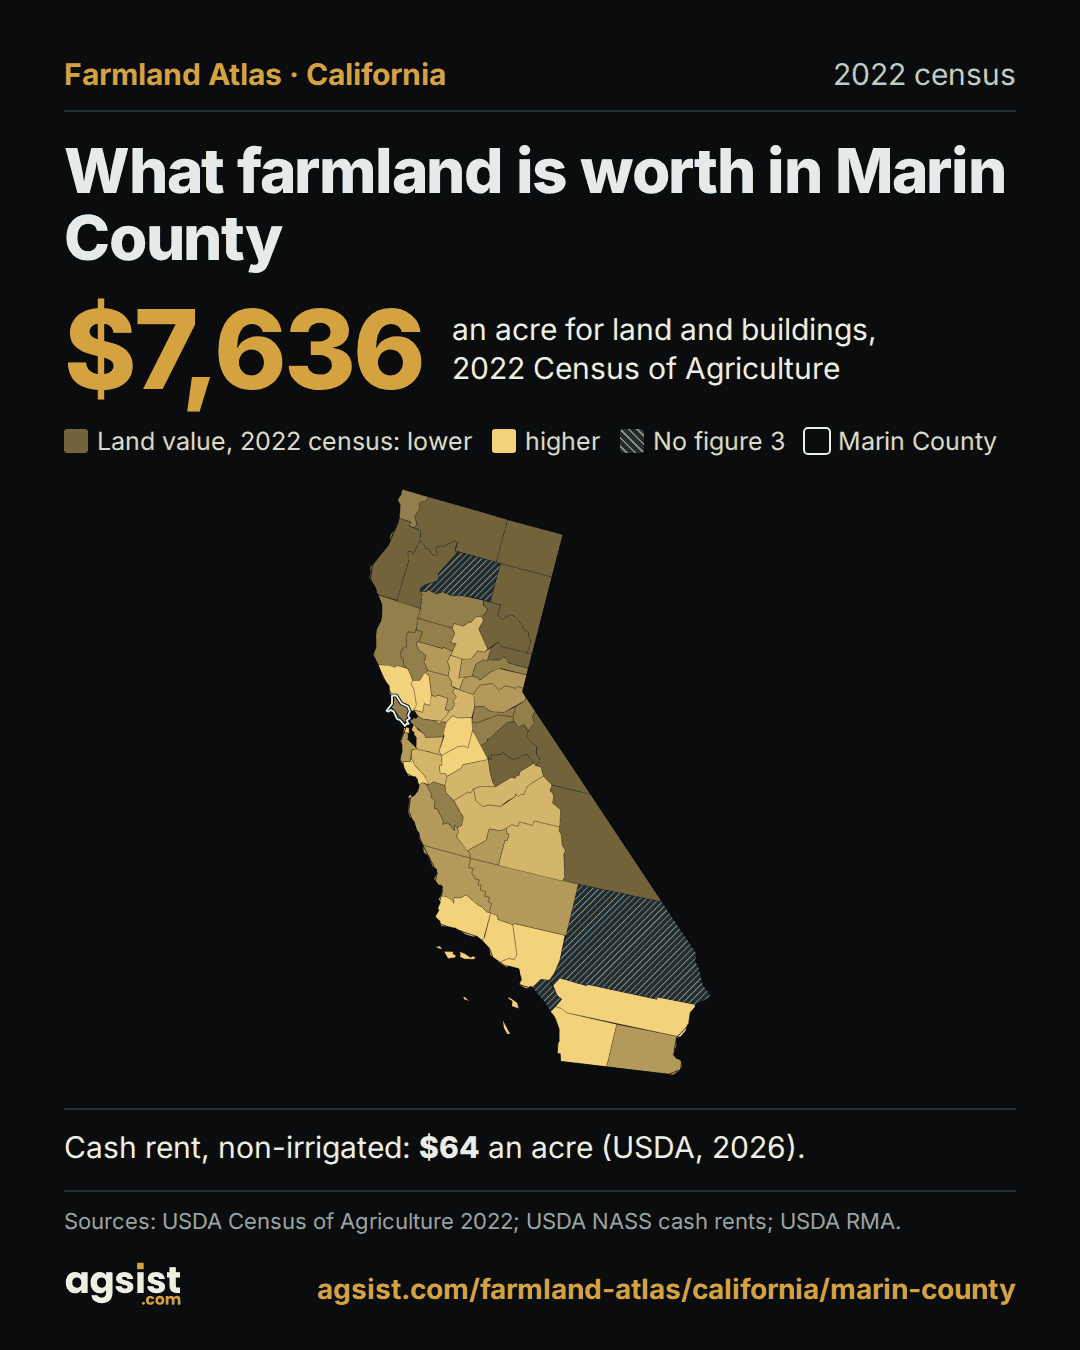 Farmland Atlas · California
2022 census
What farmland is worth in Marin
County
$7,636
an acre for land and buildings,
2022 Census of Agriculture
Land value, 2022 census: lower
higher
No figure 3
Marin County
Cash rent, non-irrigated: $64 an acre (USDA, 2026).
Sources: USDA Census of Agriculture 2022; USDA NASS cash rents; USDA RMA.
agsist
.com
agsist.com/farmland-atlas/california/marin-county